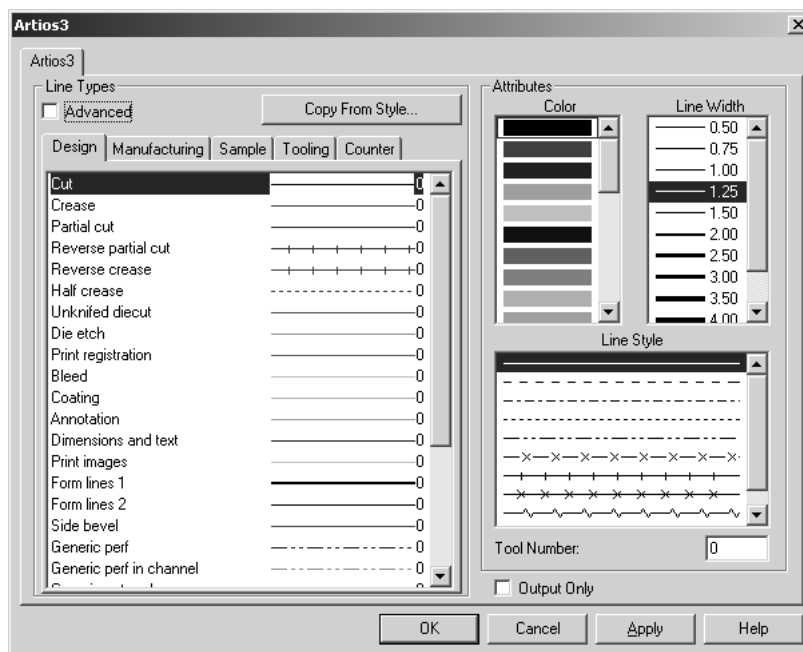 Artios3
Artios3
Line Types
Advanced
Copy From Style...
Design Manufacturing Sample Tooling Counter
Cut 0
Crease 0
Partial cut 0
Reverse partial cut 0
Reverse crease 0
Half crease 0
Unknifed diecut 0
Die etch 0
Print registration 0
Bleed 0
Coating 0
Annotation 0
Dimensions and text 0
Print images 0
Form lines 1 0
Form lines 2 0
Side bevel 0
Generic perf 0
Generic perf in channel 0
Attributes
Color
Line Width
0.50
0.75
1.00
1.25
1.50
2.00
2.50
3.00
3.50
4.00
Line Style
Tool Number: 0
Output Only
OK Cancel Apply Help